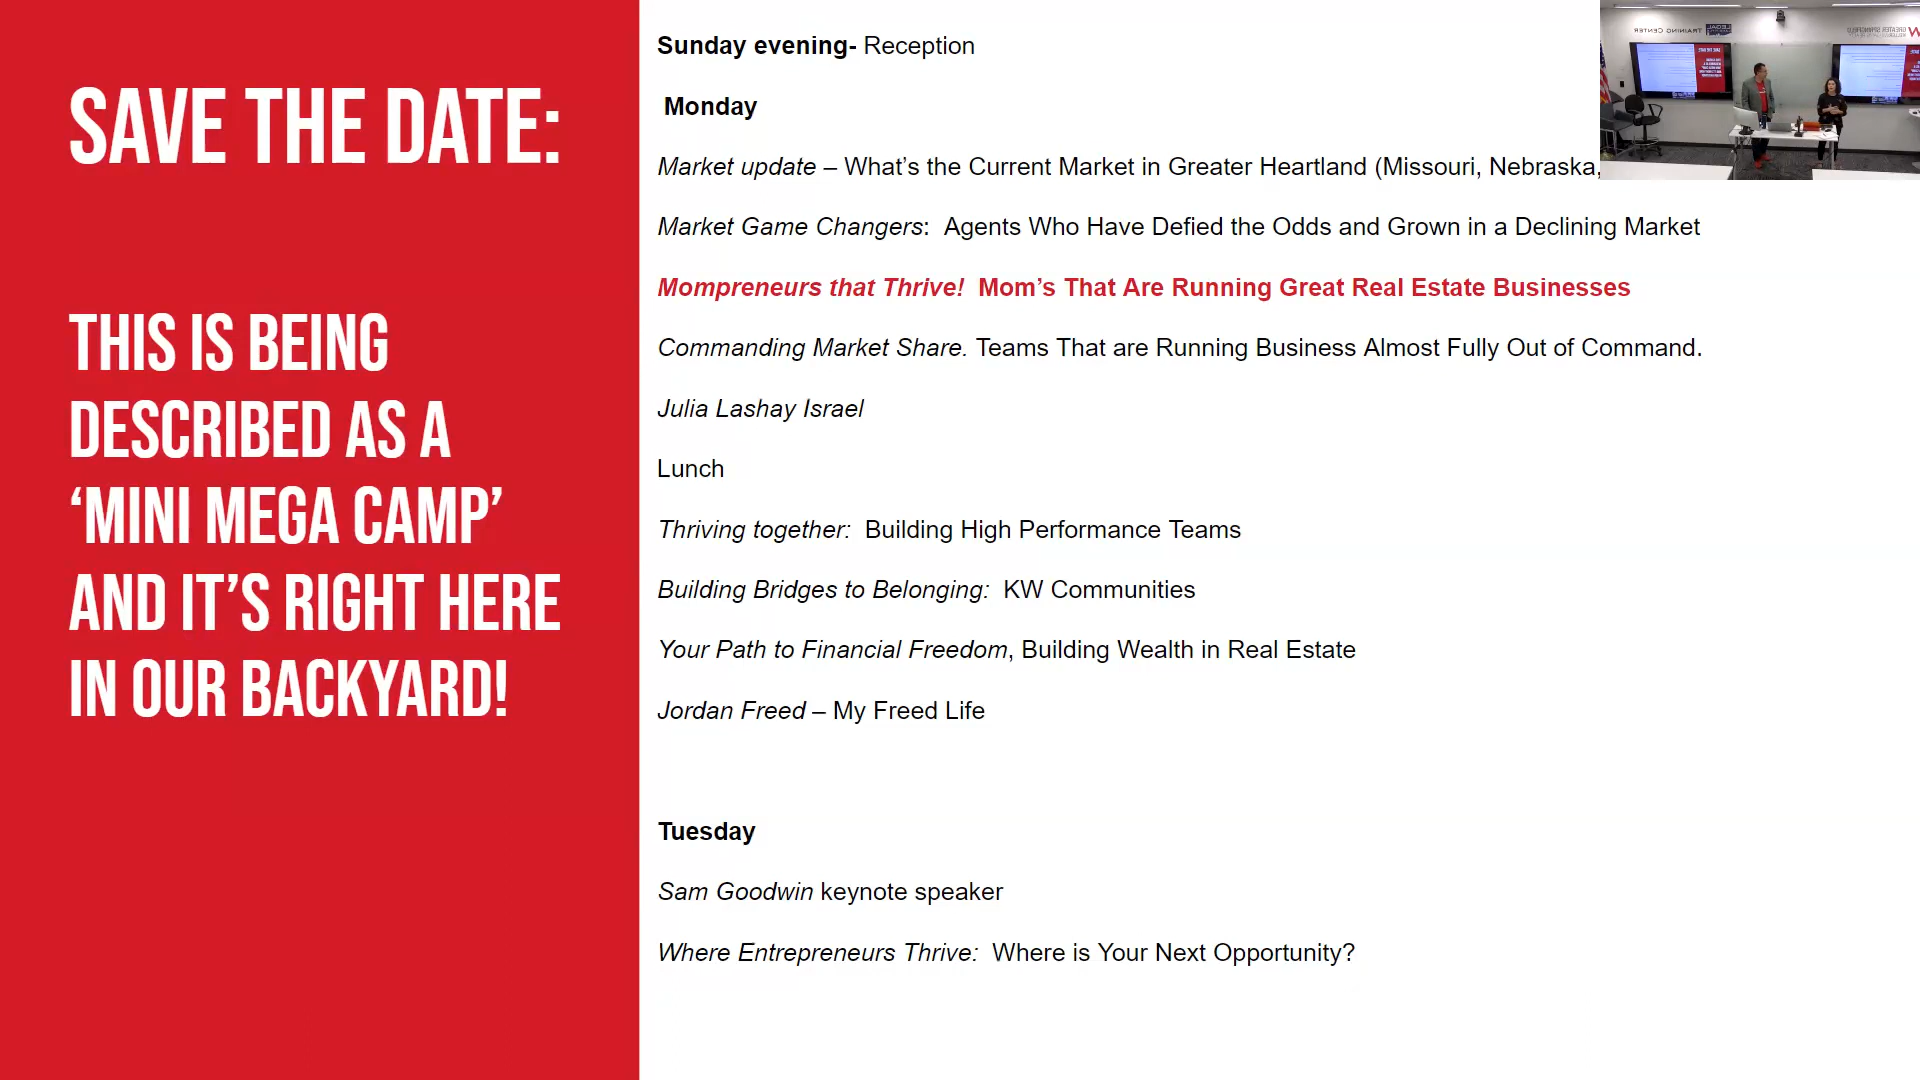 SAVE THE DATE:
THIS IS BEING
DESCRIBED AS A
‘MINI MEGA CAMP’
AND IT’S RIGHT HERE
IN OUR BACKYARD!
Sunday evening- Reception
Monday
Market update – What’s the Current Market in Greater Heartland (Missouri, Nebraska,
Market Game Changers:  Agents Who Have Defied the Odds and Grown in a Declining Market
Mompreneurs that Thrive!  Mom’s That Are Running Great Real Estate Businesses
Commanding Market Share. Teams That are Running Business Almost Fully Out of Command.
Julia Lashay Israel
Lunch
Thriving together:  Building High Performance Teams
Building Bridges to Belonging:  KW Communities
Your Path to Financial Freedom, Building Wealth in Real Estate
Jordan Freed – My Freed Life
Tuesday
Sam Goodwin keynote speaker
Where Entrepreneurs Thrive:  Where is Your Next Opportunity?
TRAINING CENTER
GREATER SPRINGFIELD